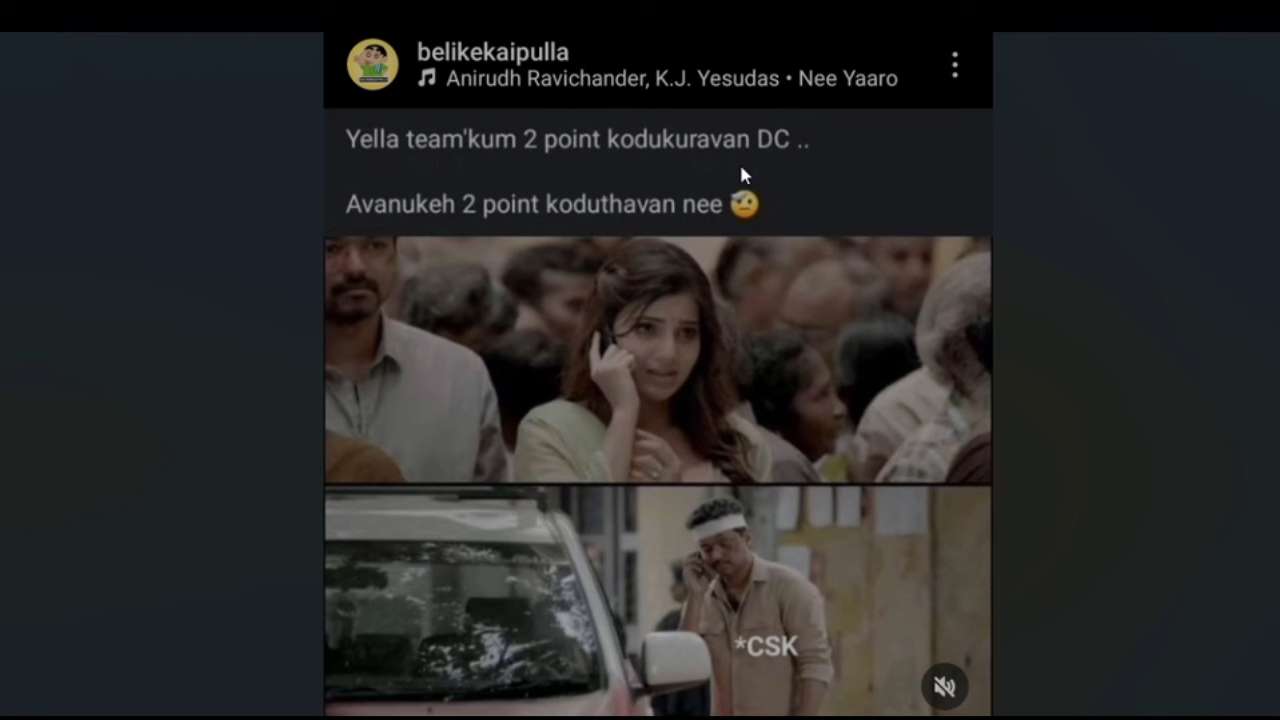 belikekaipulla
Anirudh Ravichander, K.J. Yesudas • Nee Yaaro
Yella team'kum 2 point kodukuravan DC ..
Avanukeh 2 point koduthavan nee 🤕
*CSK